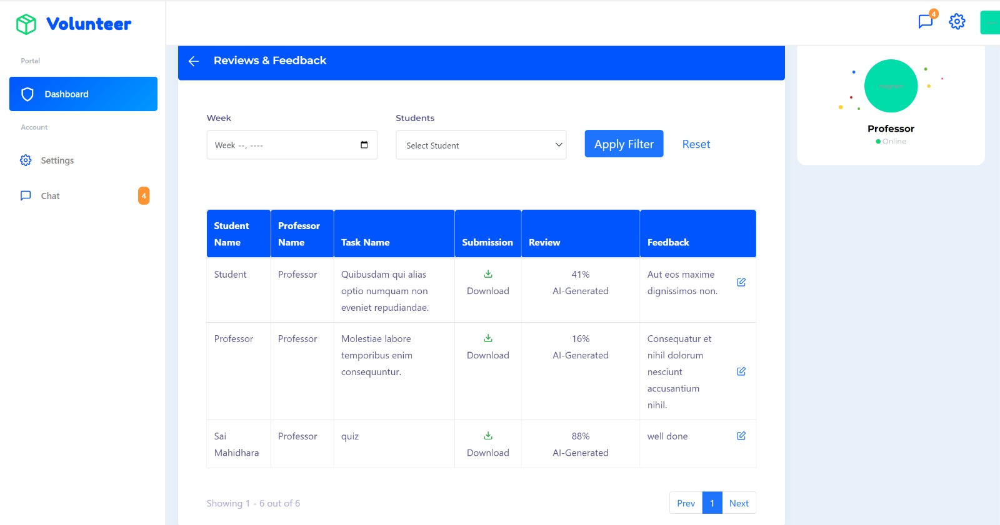 Volunteer
4
Portal
Reviews & Feedback
Dashboard
Professor
Online
Account
Week
Students
Week --, ----
Select Student
Apply Filter
Reset
Settings
Chat
4
Student
Name
Professor
Name
Task Name
Submission
Review
Feedback
Student
Professor
Quibusdam qui alias
optio numquam non
eveniet repudiandae.
Download
41%
AI-Generated
Aut eos maxime
dignissimos non.
Professor
Professor
Molestiae labore
temporibus enim
consequuntur.
Download
16%
AI-Generated
Consequatur et
nihil dolorum
nesciunt
accusantium
nihil.
Sai
Mahidhara
Professor
quiz
Download
88%
AI-Generated
well done
Showing 1 - 6 out of 6
Prev
1
Next